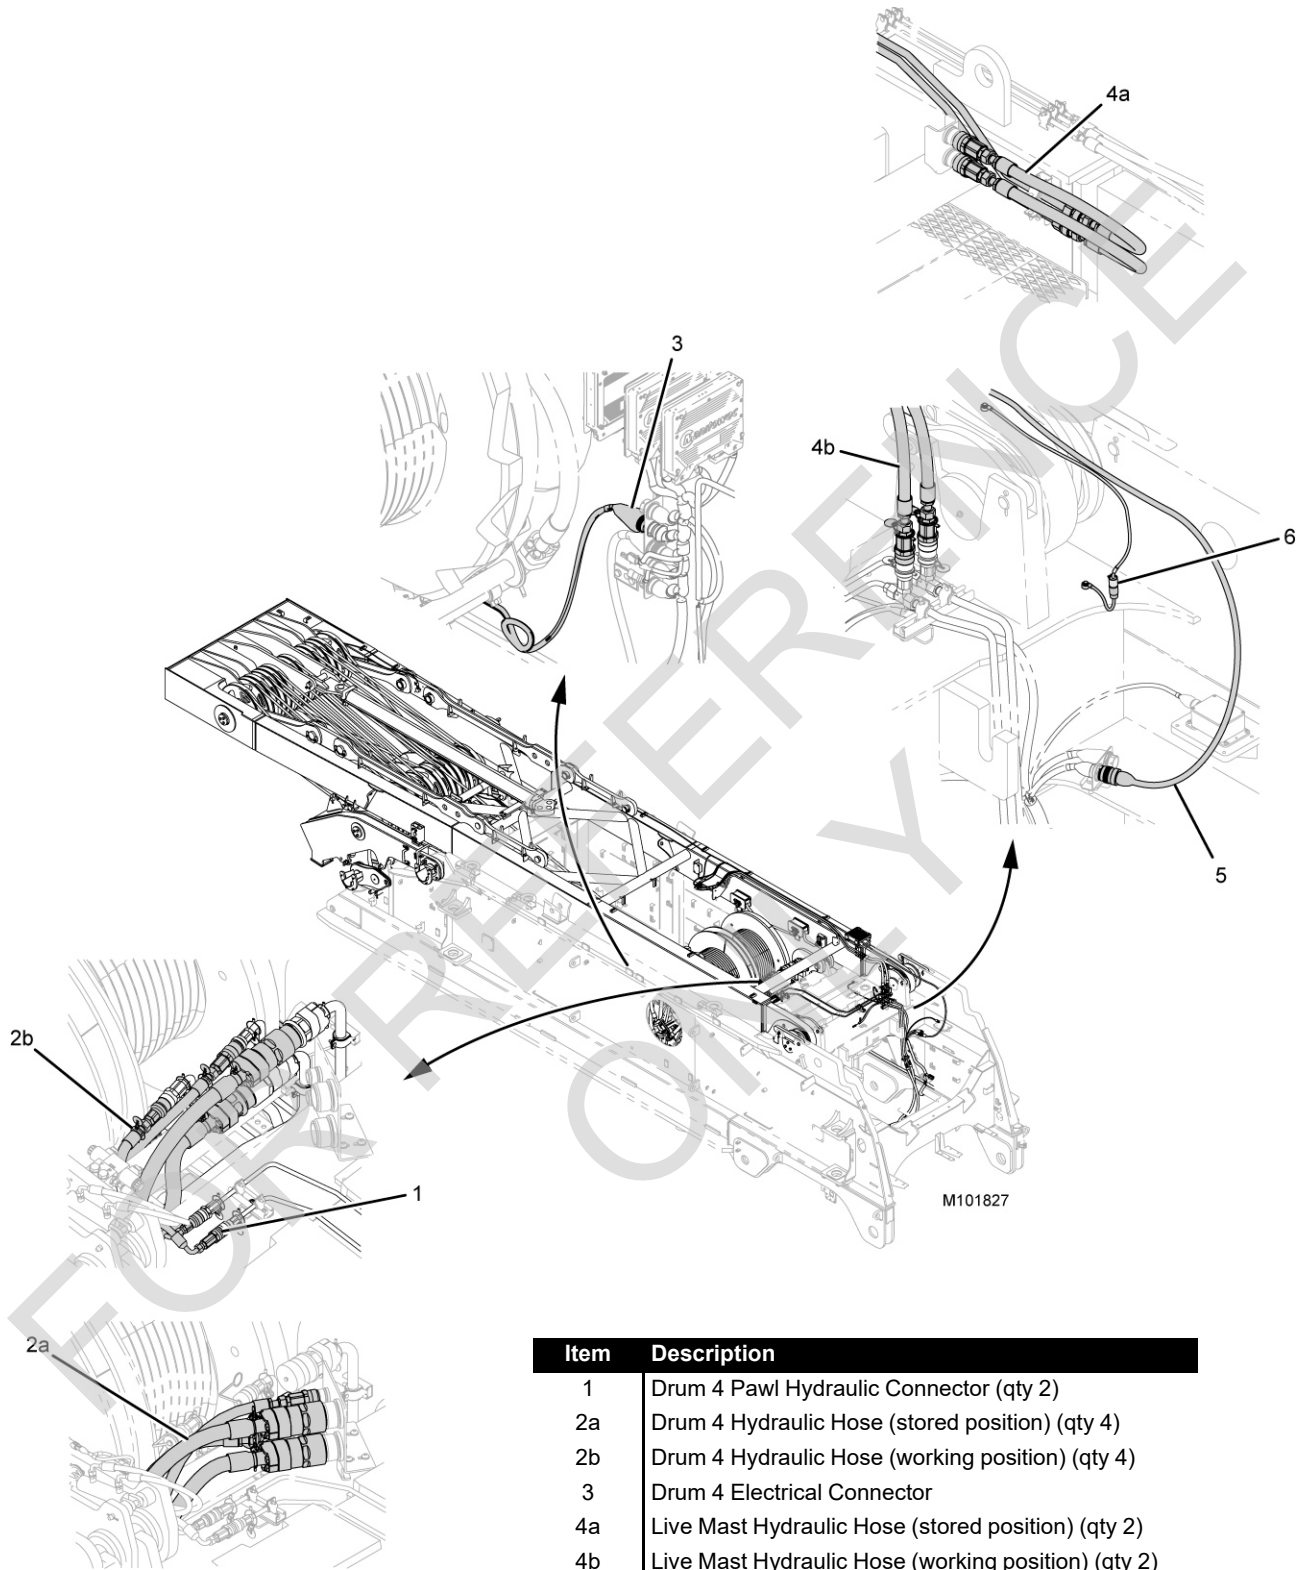 4a
3
4b
6
5
2b
1
M101827
2a
Item Description
1 Drum 4 Pawl Hydraulic Connector (qty 2)
2a Drum 4 Hydraulic Hose (stored position) (qty 4)
2b Drum 4 Hydraulic Hose (working position) (qty 4)
3 Drum 4 Electrical Connector
4a Live Mast Hydraulic Hose (stored position) (qty 2)
4b Live Mast Hydraulic Hose (working position) (qty 2)
FOR REFERENCE
ONLY